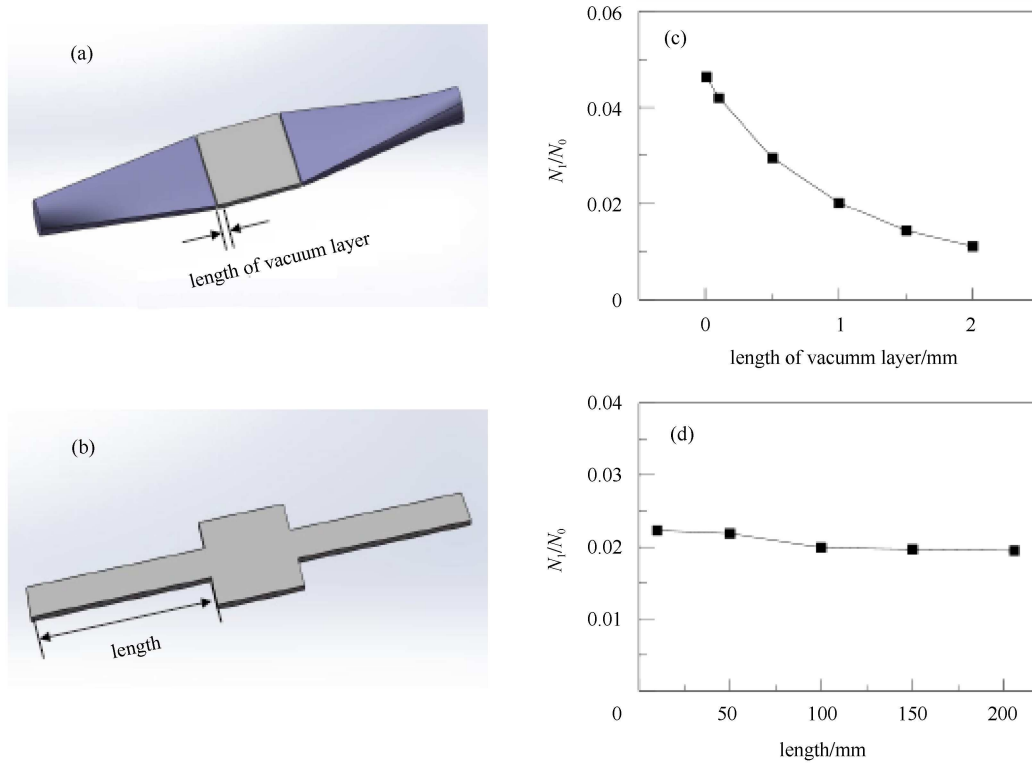 (a)
length of vacuum layer
(b)
length
(c)
N₁/N₀
0.06
0.04
0.02
0
0
1
2
length of vacumm layer/mm
(d)
N₁/N₀
0.04
0.03
0.02
0.01
0
50
100
150
200
length/mm